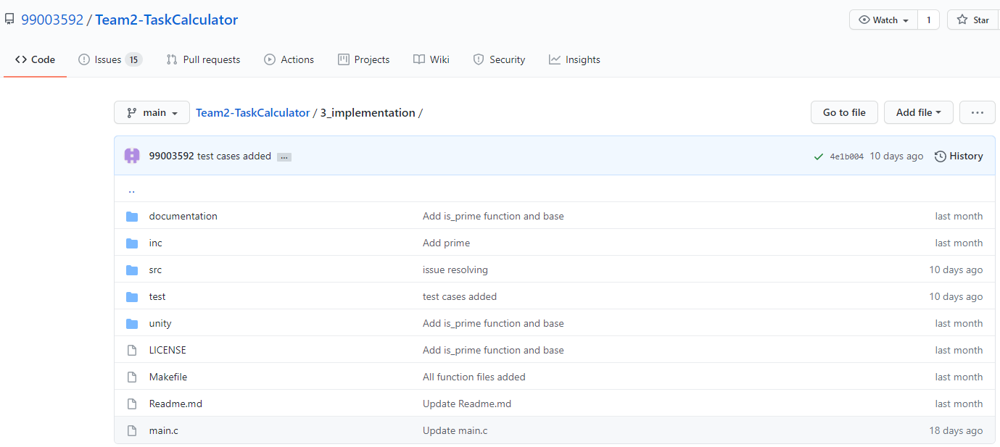 99003592 / Team2-TaskCalculator Watch 1 Star
Code Issues 15 Pull requests Actions Projects Wiki Security Insights
main Team2-TaskCalculator / 3_implementation / Go to file Add file ...
99003592 test cases added ... 4e1b004 10 days ago History
..
documentation Add is_prime function and base last month
inc Add prime last month
src issue resolving 10 days ago
test test cases added 10 days ago
unity Add is_prime function and base last month
LICENSE Add is_prime function and base last month
Makefile All function files added last month
Readme.md Update Readme.md last month
main.c Update main.c 18 days ago